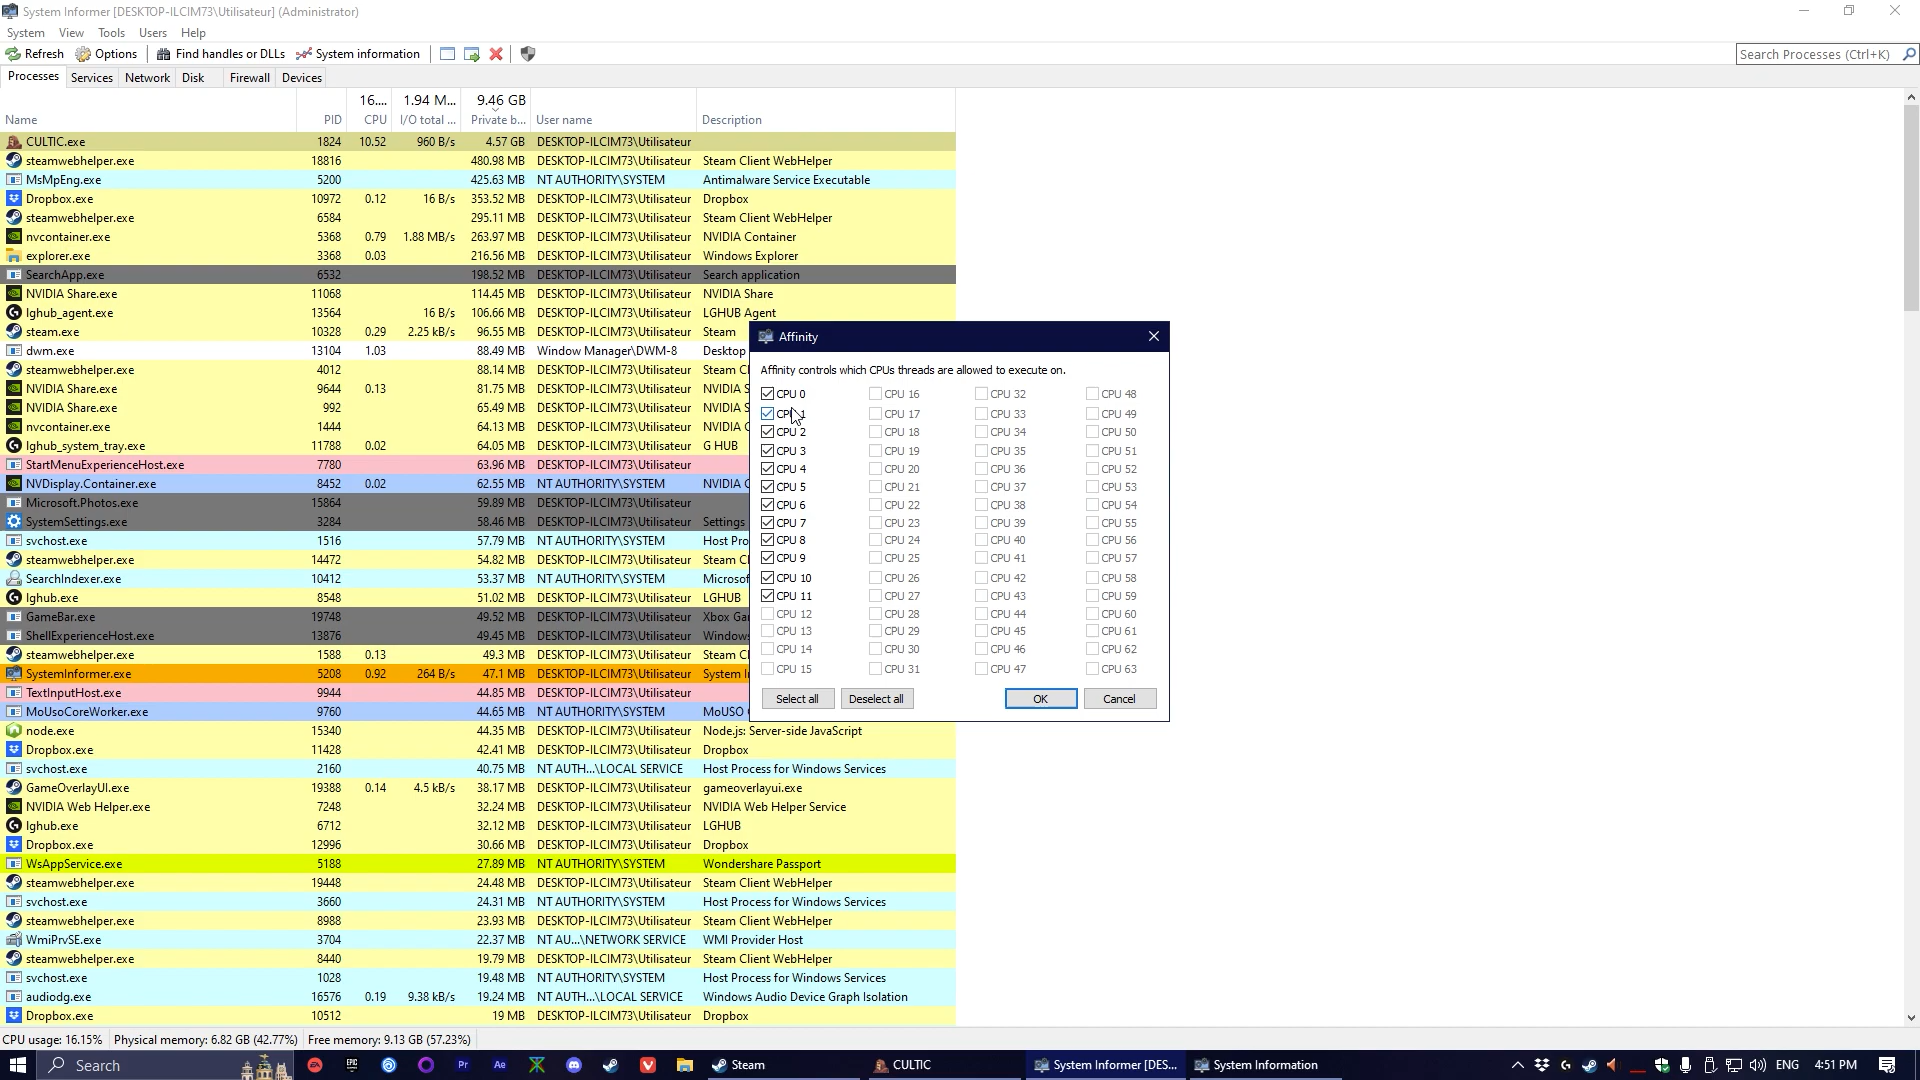 System Informer [DESKTOP-ILCIM73\Utilisateur] (Administrator)
System View Tools Users Help
Refresh Options Find handles or DLLs System information Search Processes (Ctrl+K)
Processes Services Network Disk Firewall Devices
16.... 1.94 M... 9.46 GB
Name PID CPU I/O total ... Private b... User name Description
CULTIC.exe 1824 10.52 960 B/s 4.57 GB DESKTOP-ILCIM73\Utilisateur
steamwebhelper.exe 18816 480.98 MB DESKTOP-ILCIM73\Utilisateur Steam Client WebHelper
MsMpEng.exe 5200 425.63 MB NT AUTHORITY\SYSTEM Antimalware Service Executable
Dropbox.exe 10972 0.12 16 B/s 353.52 MB DESKTOP-ILCIM73\Utilisateur Dropbox
steamwebhelper.exe 6584 295.11 MB DESKTOP-ILCIM73\Utilisateur Steam Client WebHelper
nvcontainer.exe 5368 0.79 1.88 MB/s 263.97 MB DESKTOP-ILCIM73\Utilisateur NVIDIA Container
explorer.exe 3368 0.03 216.56 MB DESKTOP-ILCIM73\Utilisateur Windows Explorer
SearchApp.exe 6532 198.52 MB DESKTOP-ILCIM73\Utilisateur Search application
NVIDIA Share.exe 11068 114.45 MB DESKTOP-ILCIM73\Utilisateur NVIDIA Share
lghub_agent.exe 13564 16 B/s 106.66 MB DESKTOP-ILCIM73\Utilisateur LGHUB Agent
steam.exe 10328 0.29 2.25 kB/s 96.55 MB DESKTOP-ILCIM73\Utilisateur Steam
dwm.exe 13104 1.03 88.49 MB Window Manager\DWM-8 Desktop
steamwebhelper.exe 4012 88.14 MB DESKTOP-ILCIM73\Utilisateur Steam C
NVIDIA Share.exe 9644 0.13 81.75 MB DESKTOP-ILCIM73\Utilisateur NVIDIA S
NVIDIA Share.exe 992 65.49 MB DESKTOP-ILCIM73\Utilisateur NVIDIA S
nvcontainer.exe 1444 64.13 MB DESKTOP-ILCIM73\Utilisateur NVIDIA C
lghub_system_tray.exe 11788 0.02 64.05 MB DESKTOP-ILCIM73\Utilisateur G HUB
StartMenuExperienceHost.exe 7780 63.96 MB DESKTOP-ILCIM73\Utilisateur
NVDisplay.Container.exe 8452 0.02 62.55 MB NT AUTHORITY\SYSTEM NVIDIA C
Microsoft.Photos.exe 15864 59.89 MB DESKTOP-ILCIM73\Utilisateur
SystemSettings.exe 3284 58.46 MB DESKTOP-ILCIM73\Utilisateur Settings
svchost.exe 1516 57.79 MB NT AUTHORITY\SYSTEM Host Pro
steamwebhelper.exe 14472 54.82 MB DESKTOP-ILCIM73\Utilisateur Steam Cl
SearchIndexer.exe 10412 53.37 MB NT AUTHORITY\SYSTEM Microsof
lghub.exe 8548 51.02 MB DESKTOP-ILCIM73\Utilisateur LGHUB
GameBar.exe 19748 49.52 MB DESKTOP-ILCIM73\Utilisateur Xbox Ga
ShellExperienceHost.exe 13876 49.45 MB DESKTOP-ILCIM73\Utilisateur Windows
steamwebhelper.exe 1588 0.13 49.3 MB DESKTOP-ILCIM73\Utilisateur Steam Cl
SystemInformer.exe 5208 0.92 264 B/s 47.1 MB DESKTOP-ILCIM73\Utilisateur System I
TextInputHost.exe 9944 44.85 MB DESKTOP-ILCIM73\Utilisateur
MoUsoCoreWorker.exe 9760 44.65 MB NT AUTHORITY\SYSTEM MoUSO
node.exe 15340 44.35 MB DESKTOP-ILCIM73\Utilisateur Node.js: Server-side JavaScript
Dropbox.exe 11428 42.41 MB DESKTOP-ILCIM73\Utilisateur Dropbox
svchost.exe 2160 40.75 MB NT AUTH...\LOCAL SERVICE Host Process for Windows Services
GameOverlayUI.exe 19388 0.14 4.5 kB/s 38.17 MB DESKTOP-ILCIM73\Utilisateur gameoverlayui.exe
NVIDIA Web Helper.exe 7248 32.24 MB DESKTOP-ILCIM73\Utilisateur NVIDIA Web Helper Service
lghub.exe 6712 32.12 MB DESKTOP-ILCIM73\Utilisateur LGHUB
Dropbox.exe 12996 30.66 MB DESKTOP-ILCIM73\Utilisateur Dropbox
WsAppService.exe 5188 27.89 MB NT AUTHORITY\SYSTEM Wondershare Passport
steamwebhelper.exe 19448 24.48 MB DESKTOP-ILCIM73\Utilisateur Steam Client WebHelper
svchost.exe 3660 24.31 MB NT AUTHORITY\SYSTEM Host Process for Windows Services
steamwebhelper.exe 8988 23.93 MB DESKTOP-ILCIM73\Utilisateur Steam Client WebHelper
WmiPrvSE.exe 3704 22.37 MB NT AU...\NETWORK SERVICE WMI Provider Host
steamwebhelper.exe 8440 19.79 MB DESKTOP-ILCIM73\Utilisateur Steam Client WebHelper
svchost.exe 1028 19.48 MB DESKTOP-ILCIM73\Utilisateur Host Process for Windows Services
audiodg.exe 16576 0.19 9.38 kB/s 19.24 MB NT AUTH...\LOCAL SERVICE Windows Audio Device Graph Isolation
Dropbox.exe 10512 19 MB DESKTOP-ILCIM73\Utilisateur Dropbox
Affinity
Affinity controls which CPUs threads are allowed to execute on.
CPU 0 CPU 16 CPU 32 CPU 48
CPU 1 CPU 17 CPU 33 CPU 49
CPU 2 CPU 18 CPU 34 CPU 50
CPU 3 CPU 19 CPU 35 CPU 51
CPU 4 CPU 20 CPU 36 CPU 52
CPU 5 CPU 21 CPU 37 CPU 53
CPU 6 CPU 22 CPU 38 CPU 54
CPU 7 CPU 23 CPU 39 CPU 55
CPU 8 CPU 24 CPU 40 CPU 56
CPU 9 CPU 25 CPU 41 CPU 57
CPU 10 CPU 26 CPU 42 CPU 58
CPU 11 CPU 27 CPU 43 CPU 59
CPU 12 CPU 28 CPU 44 CPU 60
CPU 13 CPU 29 CPU 45 CPU 61
CPU 14 CPU 30 CPU 46 CPU 62
CPU 15 CPU 31 CPU 47 CPU 63
Select all Deselect all OK Cancel
CPU usage: 16.15% Physical memory: 6.82 GB (42.77%) Free memory: 9.13 GB (57.23%)
Search EA EPIC Pr Ae Steam CULTIC System Informer [DES... System Information ENG 4:51 PM